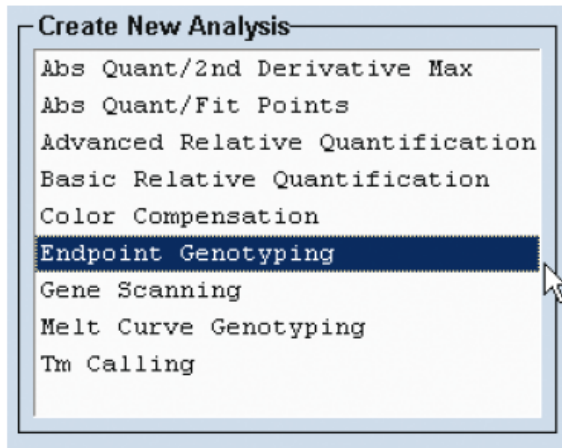 Create New Analysis
Abs Quant/2nd Derivative Max
Abs Quant/Fit Points
Advanced Relative Quantification
Basic Relative Quantification
Color Compensation
Endpoint Genotyping
Gene Scanning
Melt Curve Genotyping
Tm Calling